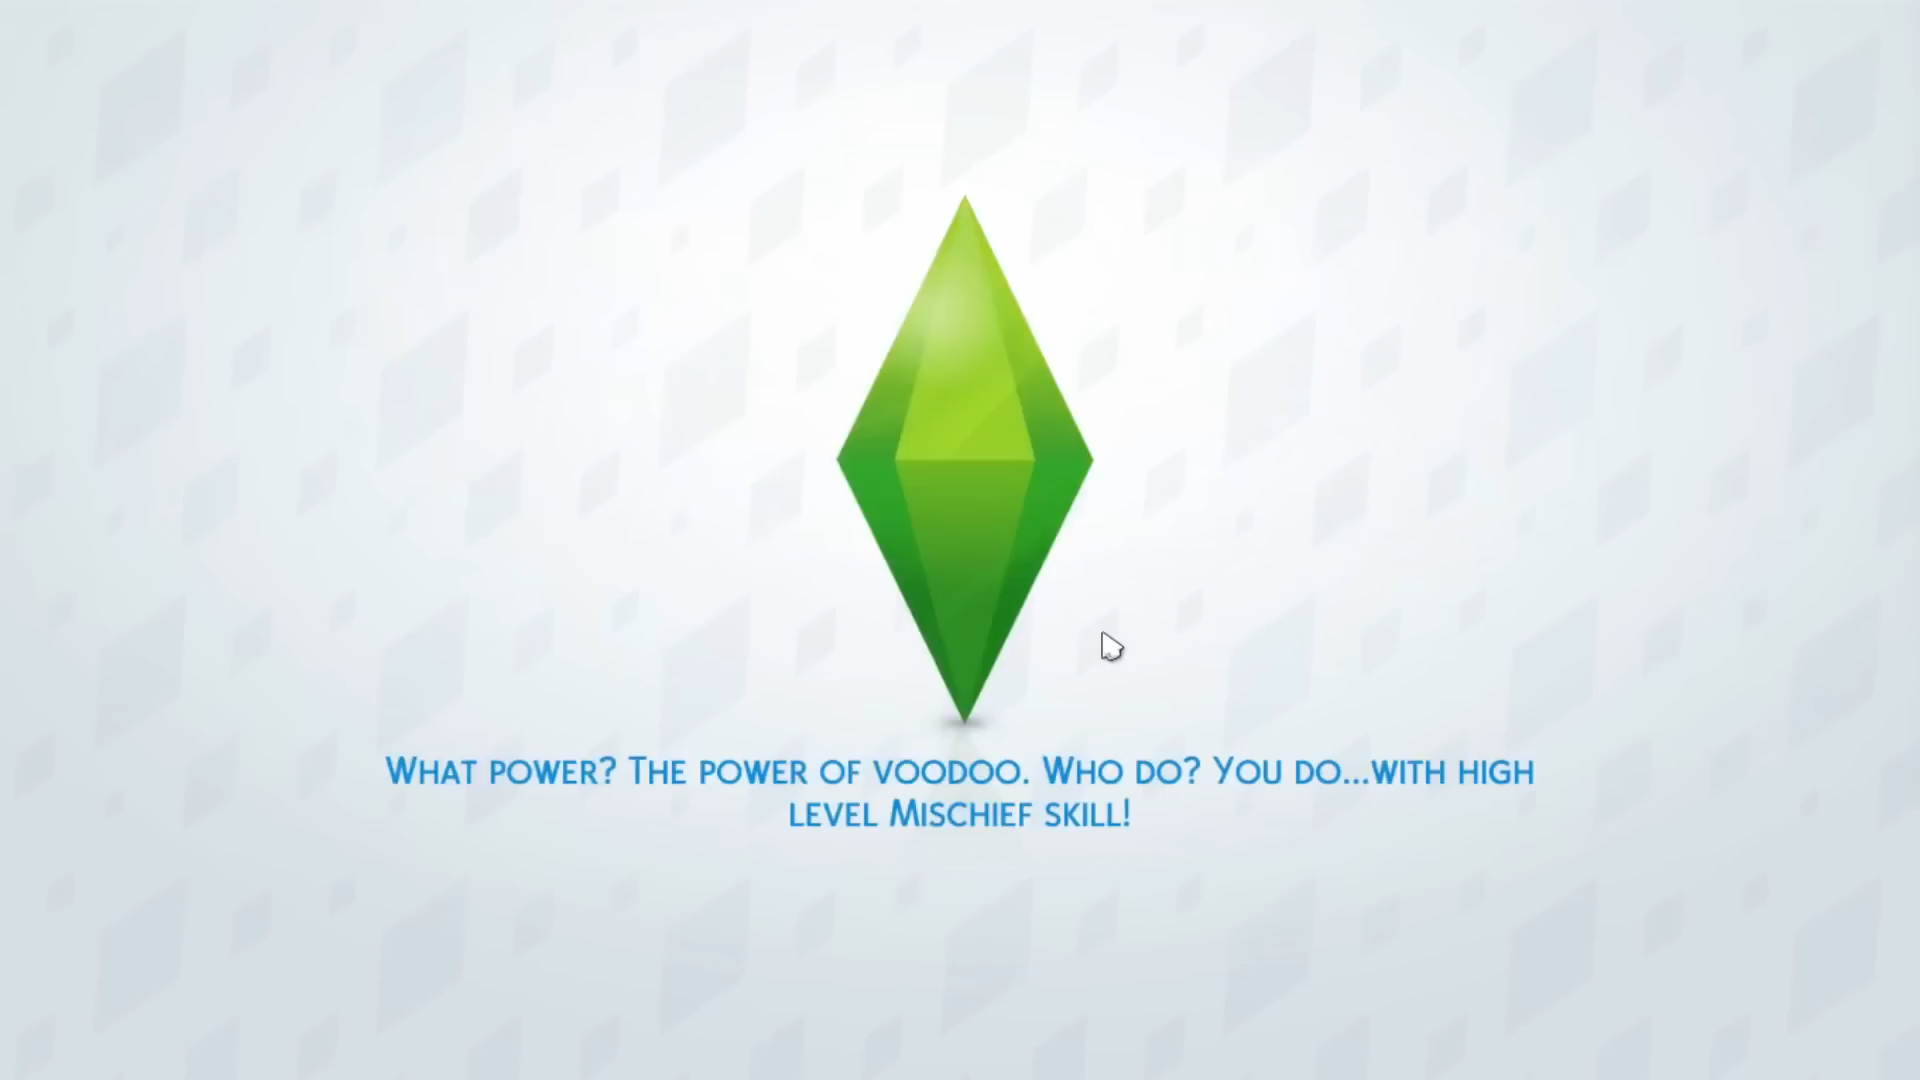 What power? The power of voodoo. Who do? You do...with high
level Mischief skill!